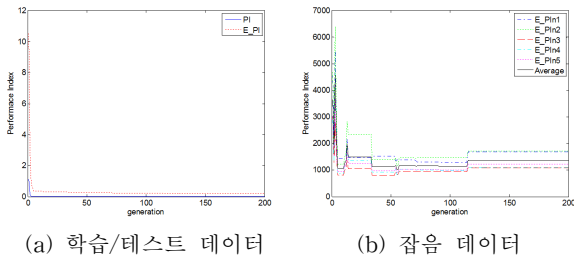 12
10
8
6
4
2
0
Performace Index
0 50 100 150 200
generation
PI
E_PI
(a) 학습/테스트 데이터
7000
6000
5000
4000
3000
2000
1000
0
Performace Index
0 50 100 150 200
generation
E_PIn1
E_PIn2
E_PIn3
E_PIn4
E_PIn5
Average
(b) 잡음 데이터